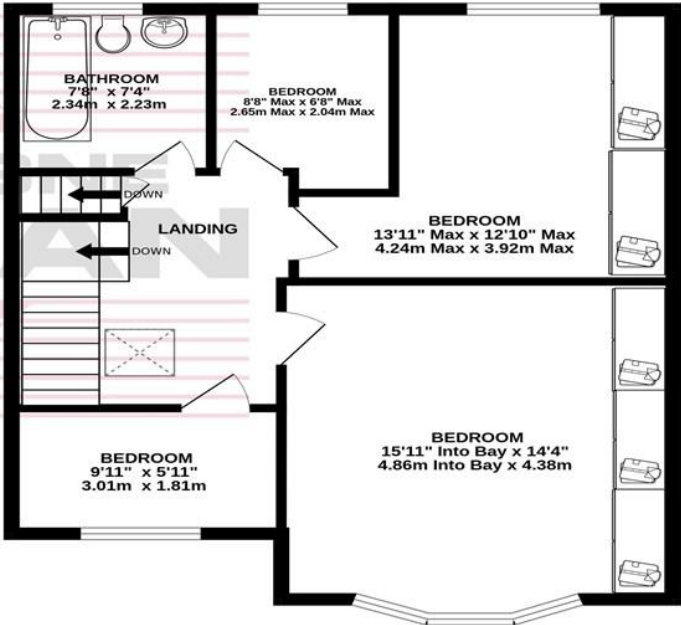 BATHROOM
7'8" x 7'4"
2.34m x 2.23m
BEDROOM
8'8" Max x 6'8" Max
2.65m Max x 2.04m Max
DOWN
LANDING
DOWN
BEDROOM
13'11" Max x 12'10" Max
4.24m Max x 3.92m Max
BEDROOM
9'11" x 5'11"
3.01m x 1.81m
BEDROOM
15'11" Into Bay x 14'4"
4.86m Into Bay x 4.38m